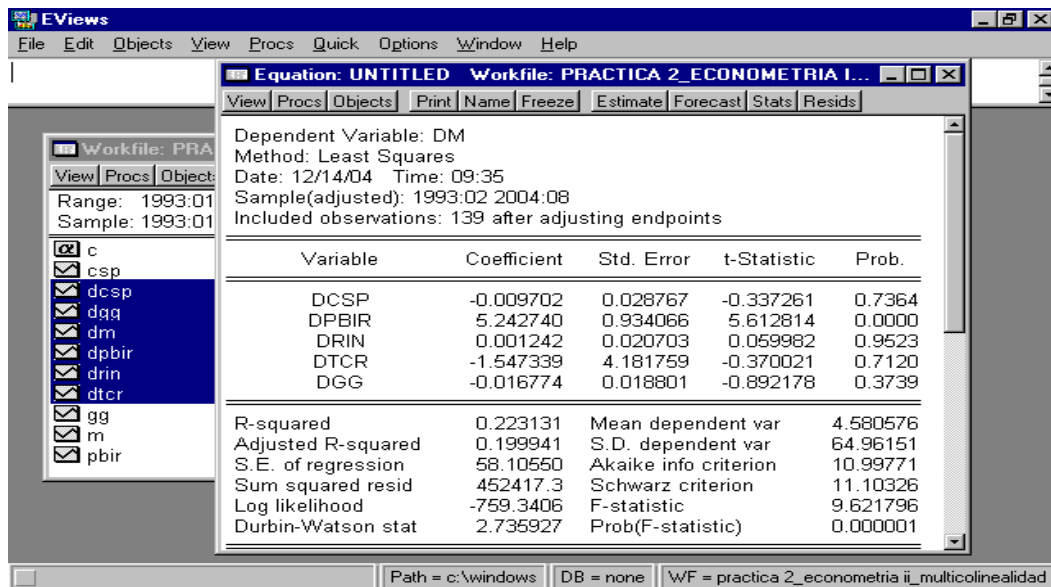 EViews
File Edit Objects View Procs Quick Options Window Help
Equation: UNTITLED Workfile: PRACTICA 2_ECONOMETRIA I...
View Procs Objects Print Name Freeze Estimate Forecast Stats Resids
Dependent Variable: DM
Method: Least Squares
Date: 12/14/04 Time: 09:35
Sample(adjusted): 1993:02 2004:08
Included observations: 139 after adjusting endpoints
Variable Coefficient Std. Error t-Statistic Prob.
DCSP -0.009702 0.028767 -0.337261 0.7364
DPBIR 5.242740 0.934066 5.612814 0.0000
DRIN 0.001242 0.020703 0.059982 0.9523
DTCR -1.547339 4.181759 -0.370021 0.7120
DGG -0.016774 0.018801 -0.892178 0.3739
R-squared 0.223131 Mean dependent var 4.580576
Adjusted R-squared 0.199941 S.D. dependent var 64.96151
S.E. of regression 58.10550 Akaike info criterion 10.99771
Sum squared resid 452417.3 Schwarz criterion 11.10326
Log likelihood -759.3406 F-statistic 9.621796
Durbin-Watson stat 2.735927 Prob(F-statistic) 0.000001
Workfile: PRA
View Procs Object
Range: 1993:01
Sample: 1993:01
c
csp
dcsp
dgg
dm
dpbir
drin
dtcr
gg
m
pbir
Path = c:\windows DB = none WF = practica 2_econometria ii_multicolinealidad